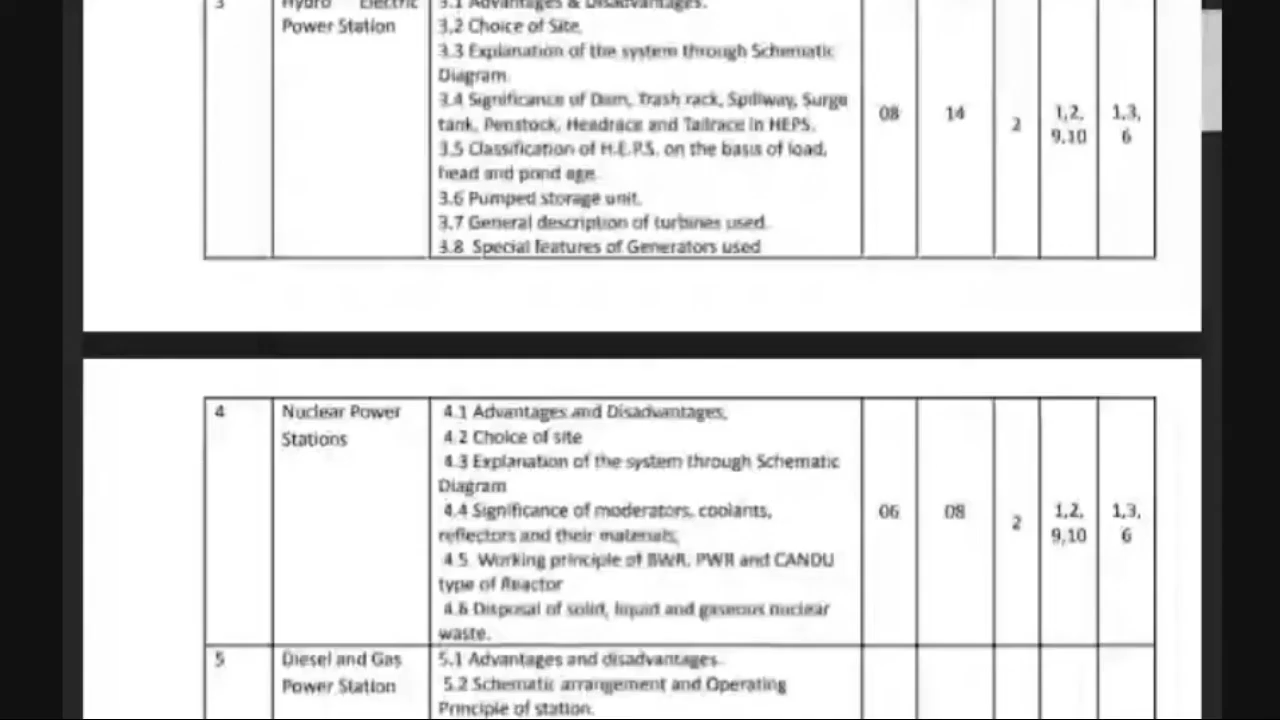 3 Hydro Electric 3.1 Advantages & Disadvantages.
Power Station 3.2 Choice of Site.
3.3 Explanation of the system through Schematic
Diagram
3.4 Significance of Dam, Trash rack, Spillway, Surge
tank, Penstock, Headrace and Tailrace in HEPS.
3.5 Classification of H.E.P.S. on the basis of load,
head and pond age.
3.6 Pumped storage unit.
3.7 General description of turbines used.
3.8 Special features of Generators used
08 14 2 1,2, 1,3,
9,10 6
4 Nuclear Power 4.1 Advantages and Disadvantages,
Stations 4.2 Choice of site
4.3 Explanation of the system through Schematic
Diagram
4.4 Significance of moderators, coolants,
reflectors and their materials,
4.5. Working principle of BWR, PWR and CANDU
type of Reactor
4.6 Disposal of solid, liquid and gaseous nuclear
waste.
06 08 2 1,2, 1,3,
9,10 6
5 Diesel and Gas 5.1 Advantages and disadvantages.
Power Station 5.2 Schematic arrangement and Operating
Principle of station.